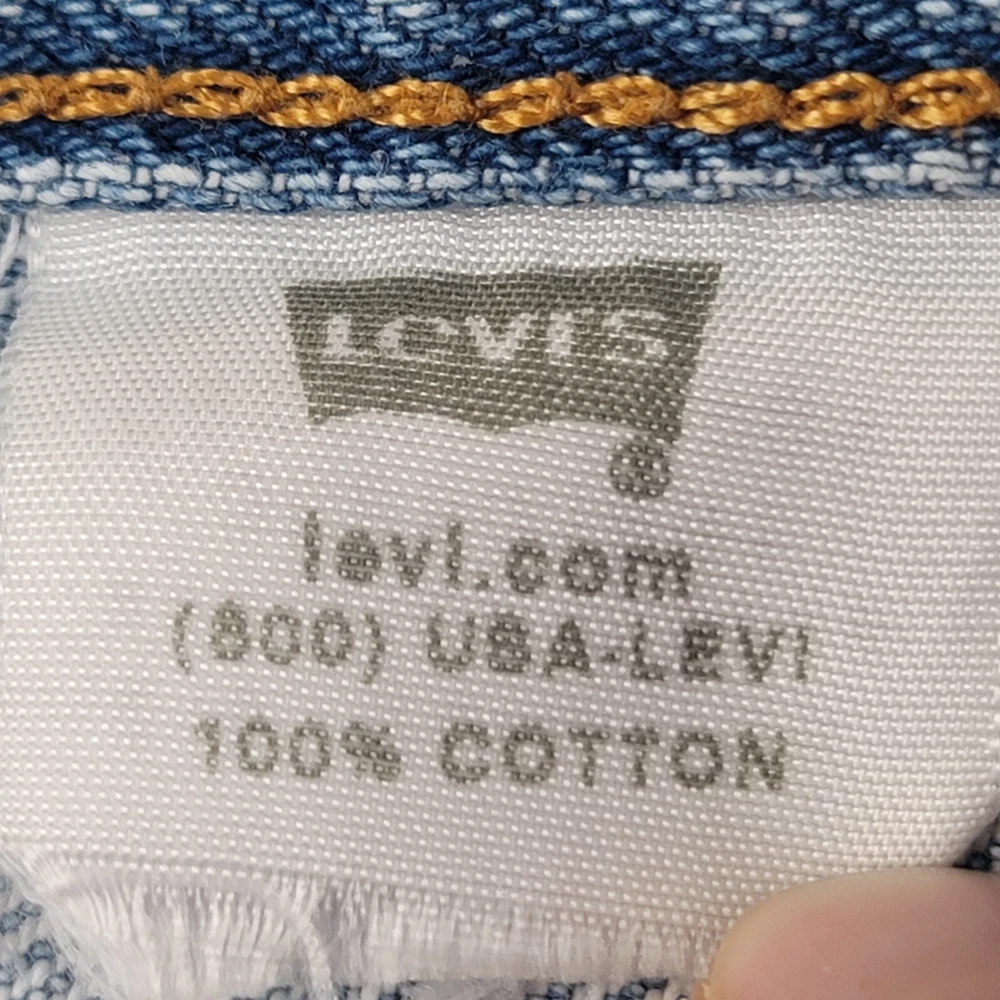 LEVI'S
®
levi.com
(800) USA-LEVI
100% COTTON